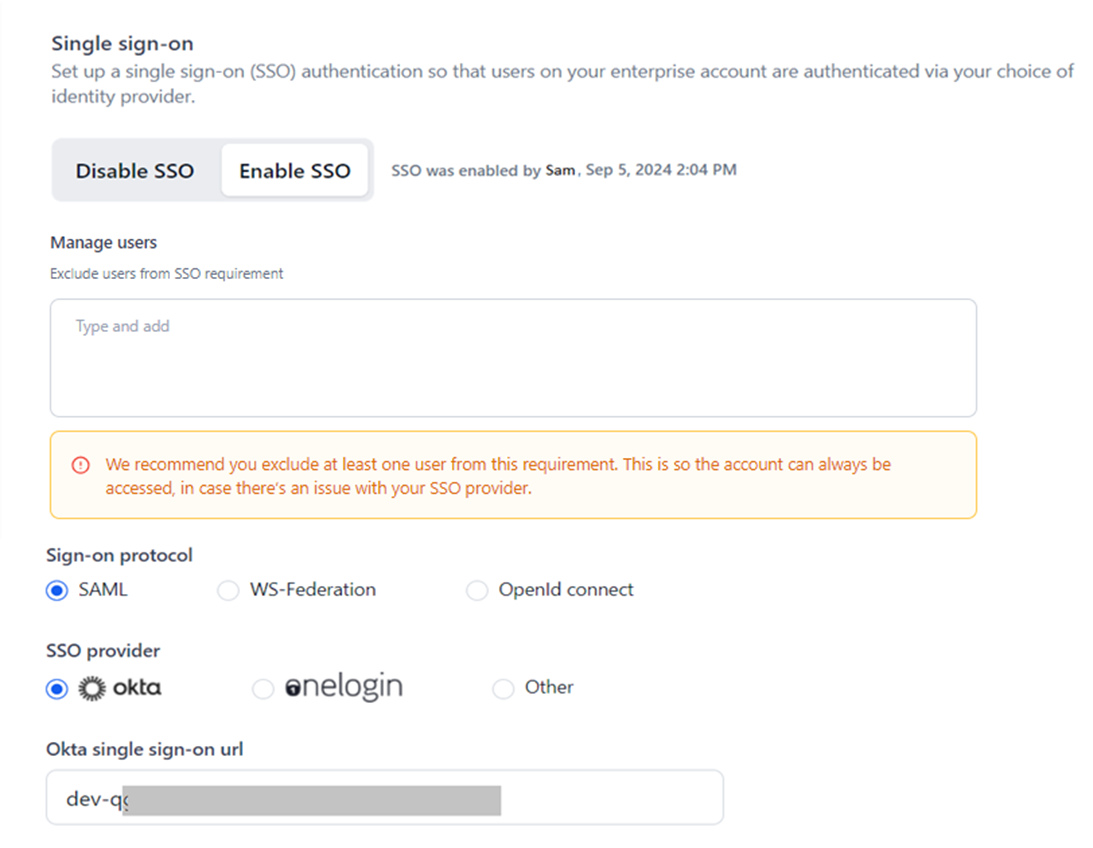 Single sign-on
Set up a single sign-on (SSO) authentication so that users on your enterprise account are authenticated via your choice of
identity provider.
Disable SSO Enable SSO SSO was enabled by Sam, Sep 5, 2024 2:04 PM
Manage users
Exclude users from SSO requirement
Type and add
We recommend you exclude at least one user from this requirement. This is so the account can always be
accessed, in case there's an issue with your SSO provider.
Sign-on protocol
SAML WS-Federation OpenId connect
SSO provider
okta onelogin Other
Okta single sign-on url